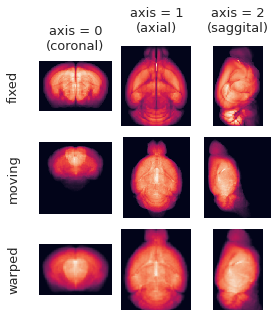 axis = 0
(coronal)
axis = 1
(axial)
axis = 2
(saggital)
fixed
moving
warped